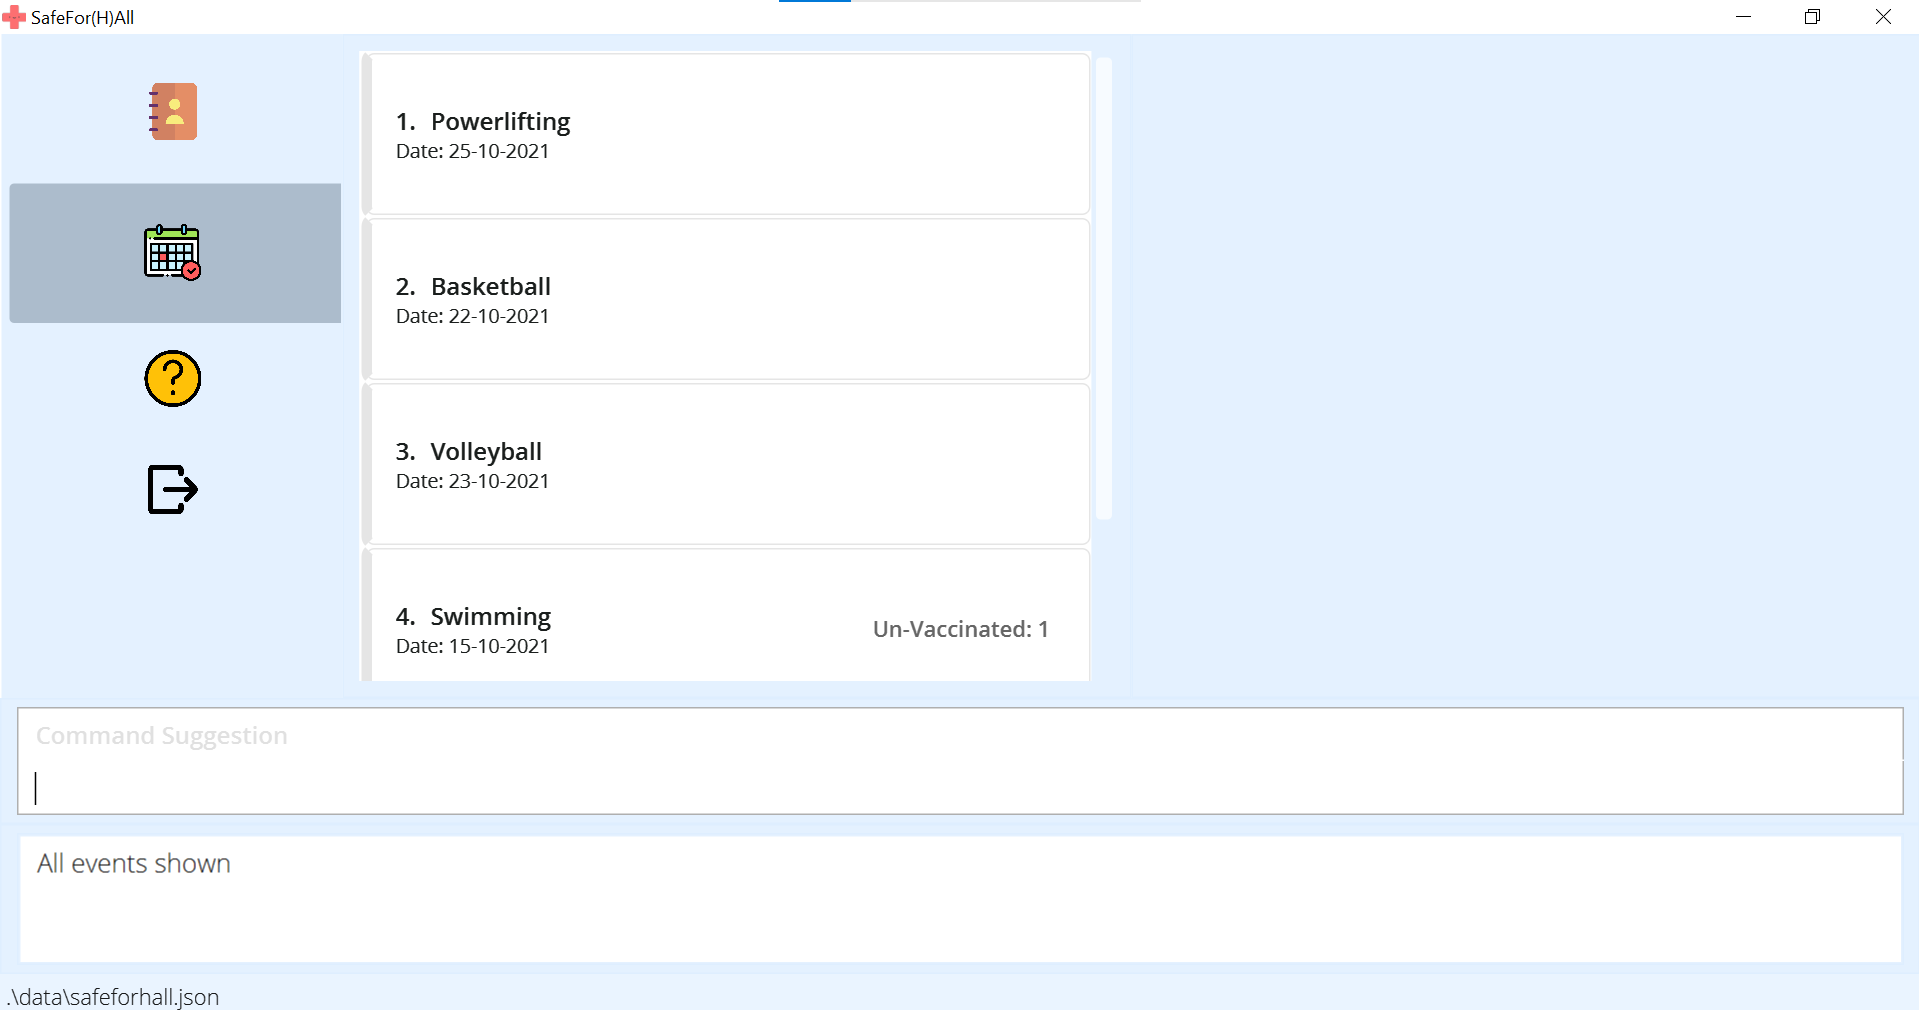 SafeFor(H)All
1. Powerlifting
Date: 25-10-2021
2. Basketball
Date: 22-10-2021
3. Volleyball
Date: 23-10-2021
4. Swimming
Date: 15-10-2021
Un-Vaccinated: 1
Command Suggestion
All events shown
.\data\safeforhall.json